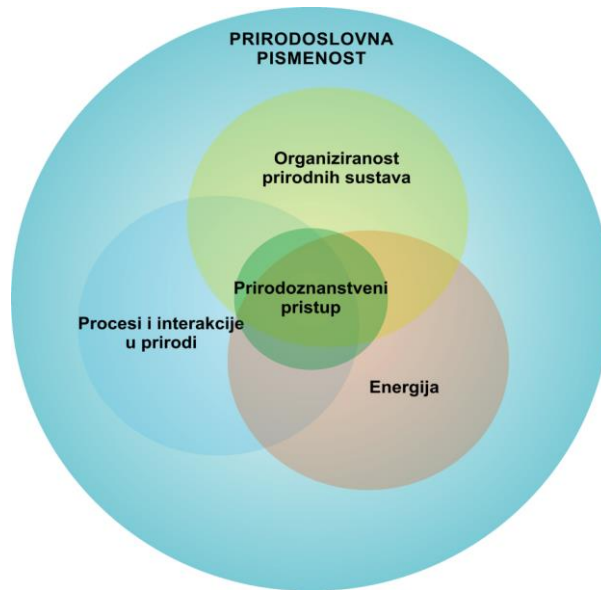 PRIRODOSLOVNA
PISMENOST
Organiziranost
prirodnih sustava
Prirodoznanstveni
pristup
Procesi i interakcije
u prirodi
Energija